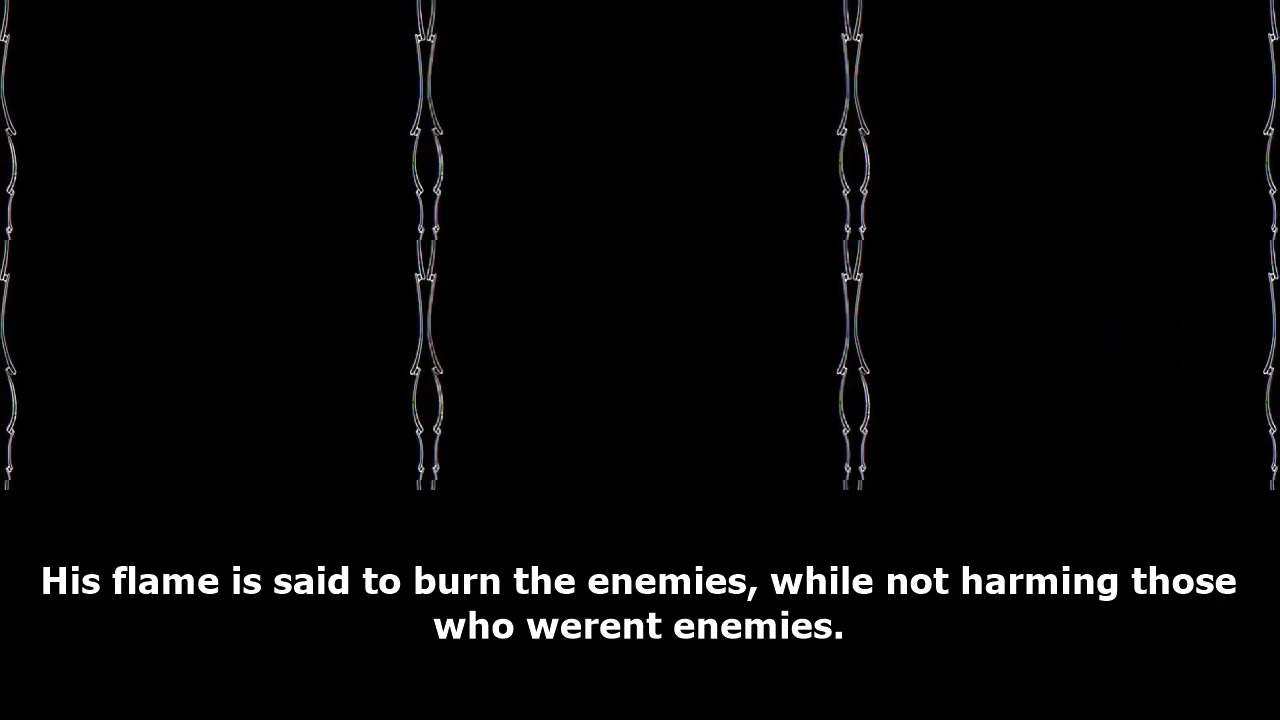 His flame is said to burn the enemies, while not harming those
who werent enemies.